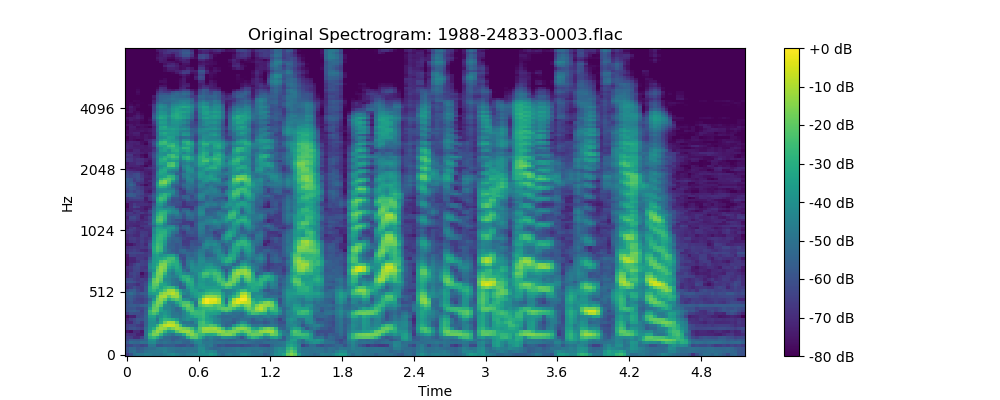 Original Spectrogram: 1988-24833-0003.flac
Hz
4096
2048
1024
512
0
0 0.6 1.2 1.8 2.4 3 3.6 4.2 4.8
Time
+0 dB
-10 dB
-20 dB
-30 dB
-40 dB
-50 dB
-60 dB
-70 dB
-80 dB